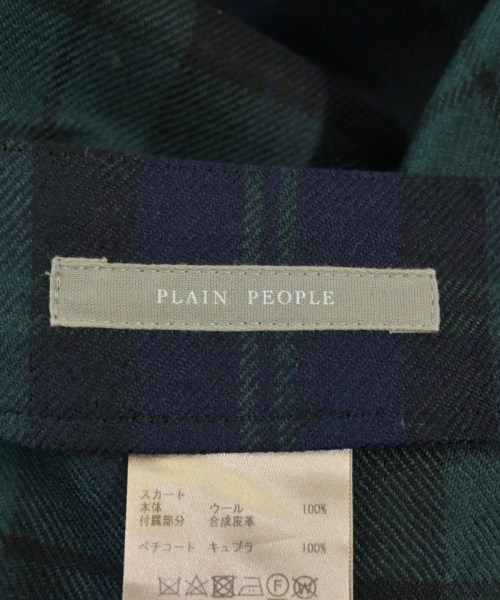 PLAIN PEOPLE
スカート
本体 ウール 100%
付属部分 合成皮革
ペチコート キュプラ 100%